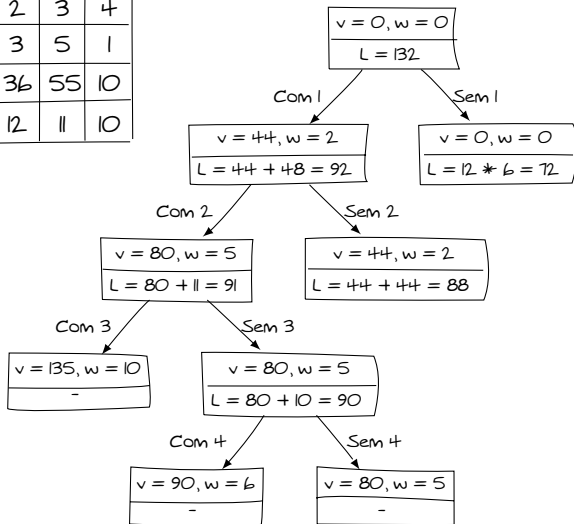 2 3 4
3 5 1
36 55 10
12 11 10
v = 0, w = 0
L = 132
Com 1
Sem 1
v = 44, w = 2
L = 44 + 48 = 92
v = 0, w = 0
L = 12 * 6 = 72
Com 2
Sem 2
v = 80, w = 5
L = 80 + 11 = 91
v = 44, w = 2
L = 44 + 44 = 88
Com 3
Sem 3
v = 135, w = 10
-
v = 80, w = 5
L = 80 + 10 = 90
Com 4
Sem 4
v = 90, w = 6
-
v = 80, w = 5
-